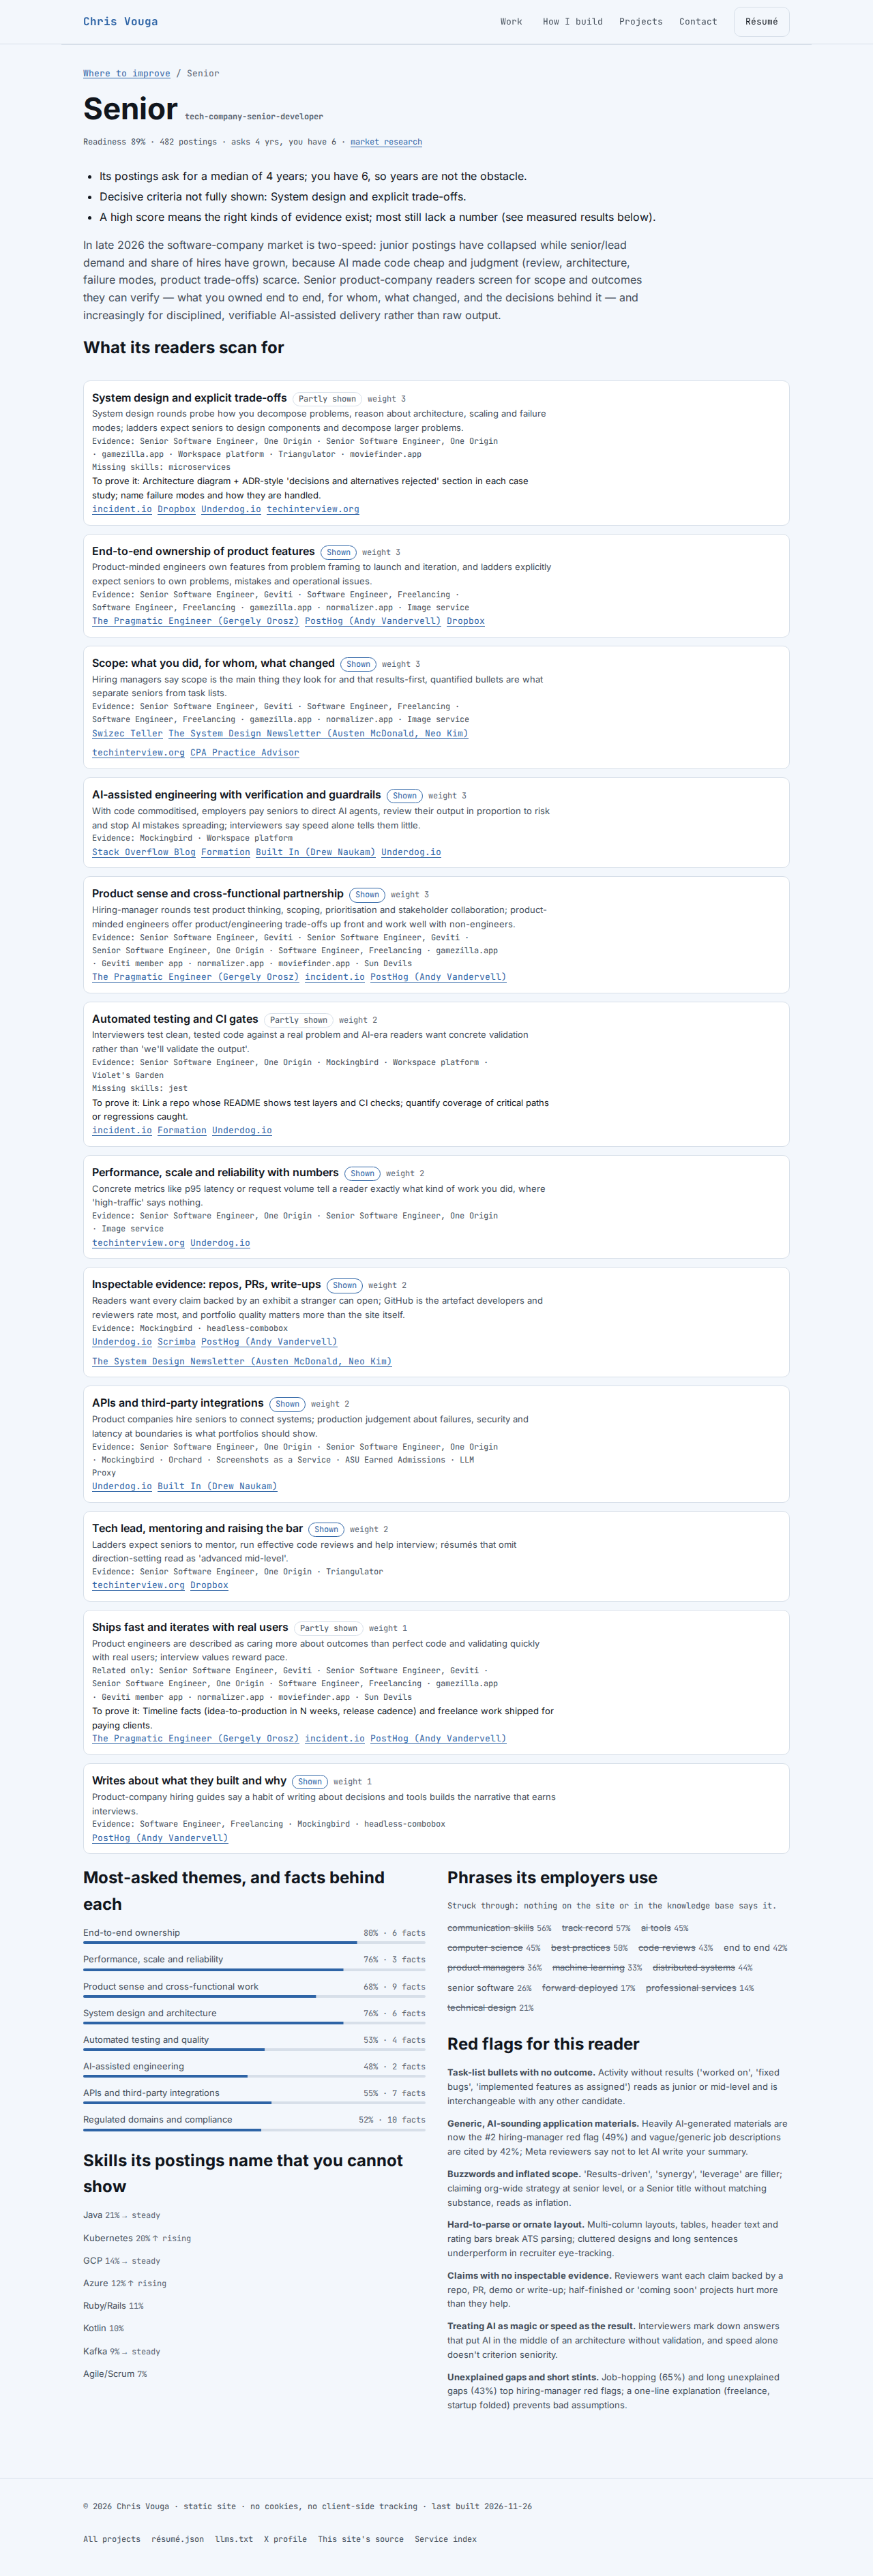 Chris Vouga
Work How I build Projects Contact Résumé
Where to improve / Senior
Senior tech-company-senior-developer
Readiness 89% · 482 postings · asks 4 yrs, you have 6 · market research
• Its postings ask for a median of 4 years; you have 6, so years are not the obstacle.
• Decisive criteria not fully shown: System design and explicit trade-offs.
• A high score means the right kinds of evidence exist; most still lack a number (see measured results below).
In late 2026 the software-company market is two-speed: junior postings have collapsed while senior/lead
demand and share of hires have grown, because AI made code cheap and judgment (review, architecture,
failure modes, product trade-offs) scarce. Senior product-company readers screen for scope and outcomes
they can verify — what you owned end to end, for whom, what changed, and the decisions behind it — and
increasingly for disciplined, verifiable AI-assisted delivery rather than raw output.
What its readers scan for
System design and explicit trade-offs Partly shown weight 3
System design rounds probe how you decompose problems, reason about architecture, scaling and failure
modes; ladders expect seniors to design components and decompose larger problems.
Evidence: Senior Software Engineer, One Origin · Senior Software Engineer, One Origin
· gamezilla.app · Workspace platform · Triangulator · moviefinder.app
Missing skills: microservices
To prove it: Architecture diagram + ADR-style 'decisions and alternatives rejected' section in each case
study; name failure modes and how they are handled.
incident.io Dropbox Underdog.io techinterview.org
End-to-end ownership of product features Shown weight 3
Product-minded engineers own features from problem framing to launch and iteration, and ladders explicitly
expect seniors to own problems, mistakes and operational issues.
Evidence: Senior Software Engineer, Geviti · Software Engineer, Freelancing ·
Software Engineer, Freelancing · gamezilla.app · normalizer.app · Image service
The Pragmatic Engineer (Gergely Orosz) PostHog (Andy Vandervell) Dropbox
Scope: what you did, for whom, what changed Shown weight 3
Hiring managers say scope is the main thing they look for and that results-first, quantified bullets are what
separate seniors from task lists.
Evidence: Senior Software Engineer, Geviti · Software Engineer, Freelancing ·
Software Engineer, Freelancing · gamezilla.app · normalizer.app · Image service
Swizec Teller The System Design Newsletter (Austen McDonald, Neo Kim)
techinterview.org CPA Practice Advisor
AI-assisted engineering with verification and guardrails Shown weight 3
With code commoditised, employers pay seniors to direct AI agents, review their output in proportion to risk
and stop AI mistakes spreading; interviewers say speed alone tells them little.
Evidence: Mockingbird · Workspace platform
Stack Overflow Blog Formation Built In (Drew Naukam) Underdog.io
Product sense and cross-functional partnership Shown weight 3
Hiring-manager rounds test product thinking, scoping, prioritisation and stakeholder collaboration; product-
minded engineers offer product/engineering trade-offs up front and work well with non-engineers.
Evidence: Senior Software Engineer, Geviti · Senior Software Engineer, Geviti ·
Senior Software Engineer, One Origin · Software Engineer, Freelancing · gamezilla.app
· Geviti member app · normalizer.app · moviefinder.app · Sun Devils
The Pragmatic Engineer (Gergely Orosz) incident.io PostHog (Andy Vandervell)
Automated testing and CI gates Partly shown weight 2
Interviewers test clean, tested code against a real problem and AI-era readers want concrete validation
rather than 'we'll validate the output'.
Evidence: Senior Software Engineer, One Origin · Mockingbird · Workspace platform ·
Violet's Garden
Missing skills: jest
To prove it: Link a repo whose README shows test layers and CI checks; quantify coverage of critical paths
or regressions caught.
incident.io Formation Underdog.io
Performance, scale and reliability with numbers Shown weight 2
Concrete metrics like p95 latency or request volume tell a reader exactly what kind of work you did, where
'high-traffic' says nothing.
Evidence: Senior Software Engineer, One Origin · Senior Software Engineer, One Origin
· Image service
techinterview.org Underdog.io
Inspectable evidence: repos, PRs, write-ups Shown weight 2
Readers want every claim backed by an exhibit a stranger can open; GitHub is the artefact developers and
reviewers rate most, and portfolio quality matters more than the site itself.
Evidence: Mockingbird · headless-combobox
Underdog.io Scrimba PostHog (Andy Vandervell)
The System Design Newsletter (Austen McDonald, Neo Kim)
APIs and third-party integrations Shown weight 2
Product companies hire seniors to connect systems; production judgement about failures, security and
latency at boundaries is what portfolios should show.
Evidence: Senior Software Engineer, One Origin · Senior Software Engineer, One Origin
· Mockingbird · Orchard · Screenshots as a Service · ASU Earned Admissions · LLM
Proxy
Underdog.io Built In (Drew Naukam)
Tech lead, mentoring and raising the bar Shown weight 2
Ladders expect seniors to mentor, run effective code reviews and help interview; résumés that omit
direction-setting read as 'advanced mid-level'.
Evidence: Senior Software Engineer, One Origin · Triangulator
techinterview.org Dropbox
Ships fast and iterates with real users Partly shown weight 1
Product engineers are described as caring more about outcomes than perfect code and validating quickly
with real users; interview values reward pace.
Related only: Senior Software Engineer, Geviti · Senior Software Engineer, Geviti ·
Senior Software Engineer, One Origin · Software Engineer, Freelancing · gamezilla.app
· Geviti member app · normalizer.app · moviefinder.app · Sun Devils
To prove it: Timeline facts (idea-to-production in N weeks, release cadence) and freelance work shipped for
paying clients.
The Pragmatic Engineer (Gergely Orosz) incident.io PostHog (Andy Vandervell)
Writes about what they built and why Shown weight 1
Product-company hiring guides say a habit of writing about decisions and tools builds the narrative that earns
interviews.
Evidence: Software Engineer, Freelancing · Mockingbird · headless-combobox
PostHog (Andy Vandervell)
Most-asked themes, and facts behind
each
End-to-end ownership 80% · 6 facts
Performance, scale and reliability 76% · 3 facts
Product sense and cross-functional work 68% · 9 facts
System design and architecture 76% · 6 facts
Automated testing and quality 53% · 4 facts
AI-assisted engineering 48% · 2 facts
APIs and third-party integrations 55% · 7 facts
Regulated domains and compliance 52% · 10 facts
Skills its postings name that you cannot
show
Java 21% → steady
Kubernetes 20% ↑ rising
GCP 14% → steady
Azure 12% ↑ rising
Ruby/Rails 11%
Kotlin 10%
Kafka 9% → steady
Agile/Scrum 7%
Phrases its employers use
Struck through: nothing on the site or in the knowledge base says it.
communication skills 56% track record 57% ai tools 45%
computer science 45% best practices 50% code reviews 43% end to end 42%
product managers 36% machine learning 33% distributed systems 44%
senior software 26% forward deployed 17% professional services 14%
technical design 21%
Red flags for this reader
Task-list bullets with no outcome. Activity without results ('worked on', 'fixed
bugs', 'implemented features as assigned') reads as junior or mid-level and is
interchangeable with any other candidate.
Generic, AI-sounding application materials. Heavily AI-generated materials are
now the #2 hiring-manager red flag (49%) and vague/generic job descriptions
are cited by 42%; Meta reviewers say not to let AI write your summary.
Buzzwords and inflated scope. 'Results-driven', 'synergy', 'leverage' are filler;
claiming org-wide strategy at senior level, or a Senior title without matching
substance, reads as inflation.
Hard-to-parse or ornate layout. Multi-column layouts, tables, header text and
rating bars break ATS parsing; cluttered designs and long sentences
underperform in recruiter eye-tracking.
Claims with no inspectable evidence. Reviewers want each claim backed by a
repo, PR, demo or write-up; half-finished or 'coming soon' projects hurt more
than they help.
Treating AI as magic or speed as the result. Interviewers mark down answers
that put AI in the middle of an architecture without validation, and speed alone
doesn't criterion seniority.
Unexplained gaps and short stints. Job-hopping (65%) and long unexplained
gaps (43%) top hiring-manager red flags; a one-line explanation (freelance,
startup folded) prevents bad assumptions.
© 2026 Chris Vouga · static site · no cookies, no client-side tracking · last built 2026-11-26
All projects résumé.json llms.txt X profile This site's source Service index